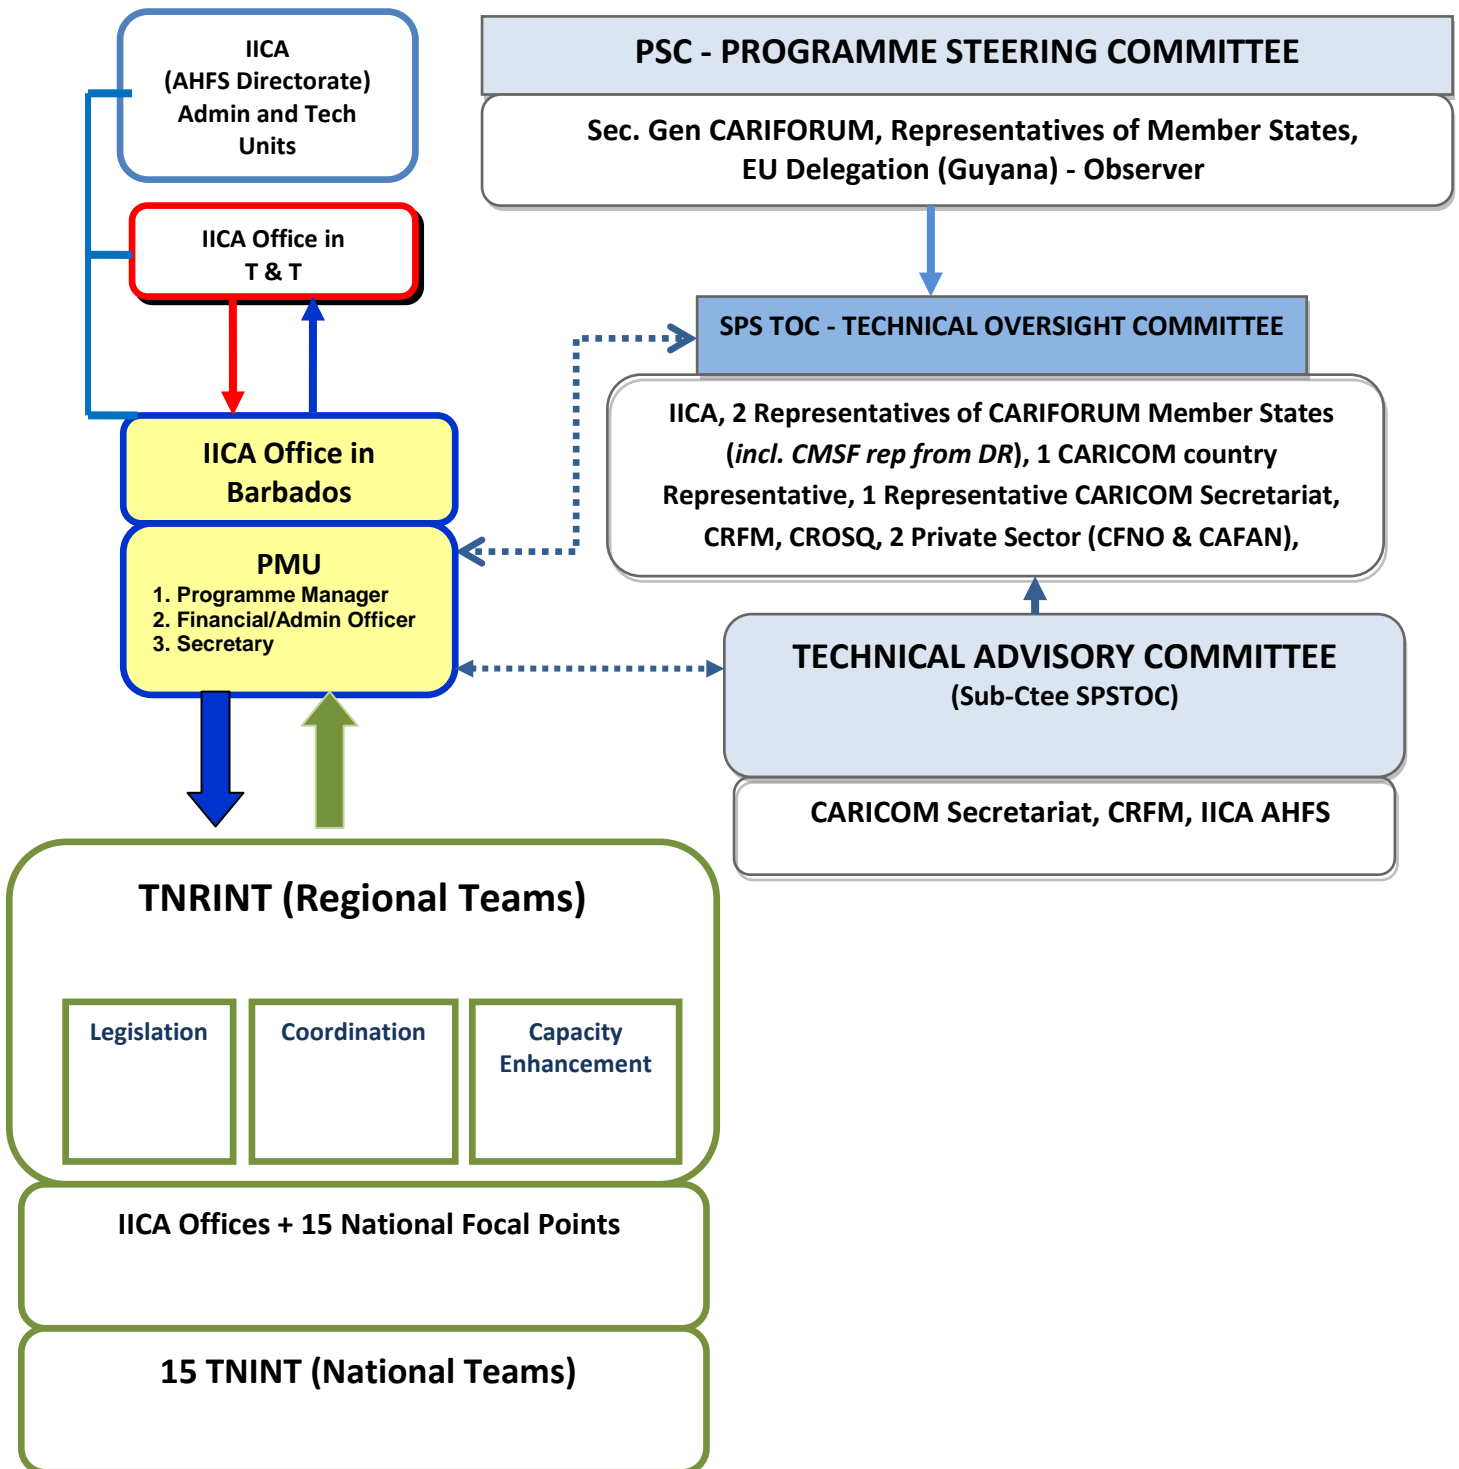 IICA
(AHFS Directorate)
Admin and Tech
Units
IICA Office in
T & T
IICA Office in
Barbados
PMU
1. Programme Manager
2. Financial/Admin Officer
3. Secretary
PSC - PROGRAMME STEERING COMMITTEE
Sec. Gen CARIFORUM, Representatives of Member States,
EU Delegation (Guyana) - Observer
SPS TOC - TECHNICAL OVERSIGHT COMMITTEE
IICA, 2 Representatives of CARIFORUM Member States
(incl. CMSF rep from DR), 1 CARICOM country
Representative, 1 Representative CARICOM Secretariat,
CRFM, CROSQ, 2 Private Sector (CFNO & CAFAN),
TECHNICAL ADVISORY COMMITTEE
(Sub-Ctee SPSTOC)
CARICOM Secretariat, CRFM, IICA AHFS
TNRINT (Regional Teams)
Legislation
Coordination
Capacity
Enhancement
IICA Offices + 15 National Focal Points
15 TNINT (National Teams)